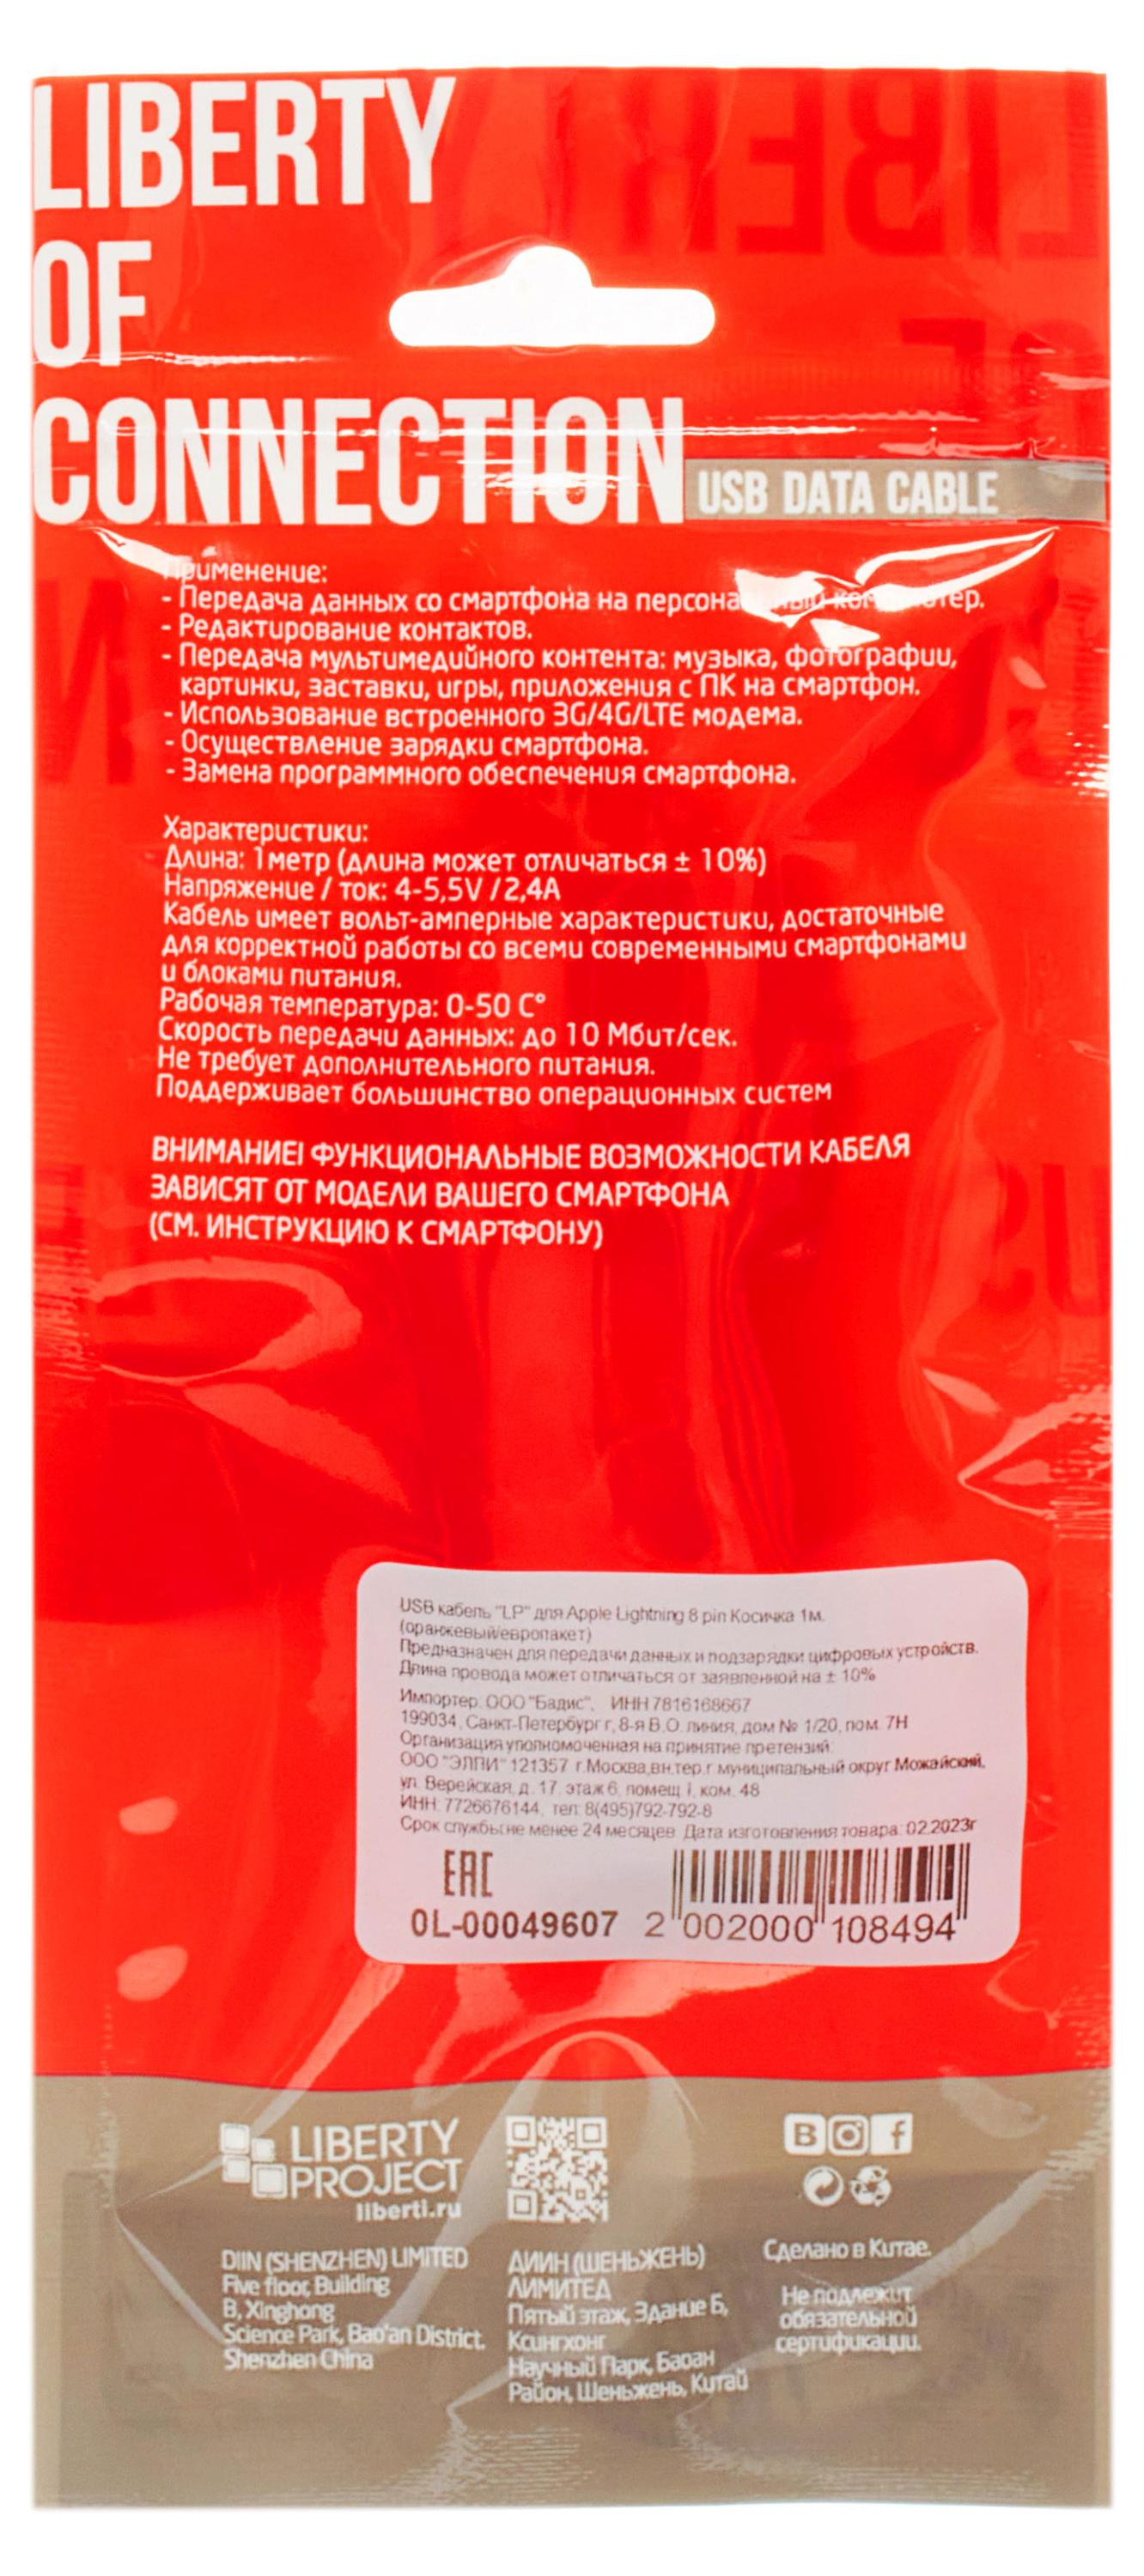 LIBERTY
OF
CONNECTION
USB DATA CABLE
Применение:
- Передача данных со смартфона на
- Редактирование контактов.
- Передача мультимедийного контента: музыка, фотографии,
картинки, заставки, игры, приложения с ПК на смартфон.
- Использование встроенного 3G/4G/LTE модема.
- Осуществление зарядки смартфона.
- Замена программного обеспечения смартфона.
Характеристики:
Длина: 1метр (длина может отличаться ± 10%)
Напряжение / ток: 4-5,5V / 2,4A
Кабель имеет вольт-амперные характеристики, достаточные
для корректной работы со всеми современными смартфонами
и блоками питания.
Рабочая температура: 0-50 C°
Скорость передачи данных: до 10 Мбит/сек.
Не требует дополнительного питания.
Поддерживает большинство операционных систем
ВНИМАНИЕ! ФУНКЦИОНАЛЬНЫЕ ВОЗМОЖНОСТИ КАБЕЛЯ
ЗАВИСЯТ ОТ МОДЕЛИ ВАШЕГО СМАРТФОНА
(СМ. ИНСТРУКЦИЮ К СМАРТФОНУ)
USB кабель "LP" для Apple Lightning 8 pin Косичка 1м.
(оранжевый/европакет)
Предназначен для передачи данных и подзарядки цифровых устройств.
Длина провода может отличаться от заявленной на ± 10%
Импортер: ООО "Бадис", ИНН 7816168667
199034, Санкт-Петербург г, 8-я В.О. линия, дом № 1/20, пом. 7Н
Организация уполномоченная на принятие претензий:
ООО "ЭЛПИ" 121357 г.Москва,вн.тер.г.муниципальный округ Можайский,
ул. Верейская, д. 17, этаж 6, помещ I, ком. 48
ИНН: 7726676144, тел: 8(495)792-792-8
Срок службы:не менее 24 месяцев. Дата изготовления товара: 02.2023г
EAC
0L-00049607
2 002000 108494
LIBERTY
PROJECT
liberti.ru
DIIN (SHENZHEN) LIMITED
Five floor, Building
B, Xinghong
Science Park, Bao'an District.
Shenzhen China
ДИИН (ШЕНЬЖЕНЬ)
ЛИМИТЕД
Пятый этаж, Здание Б,
Ксингхонг
Научный Парк, Баоан
Район, Шеньжень, Китай
Сделано в Китае.
Не подлежит
обязательной
сертификации.